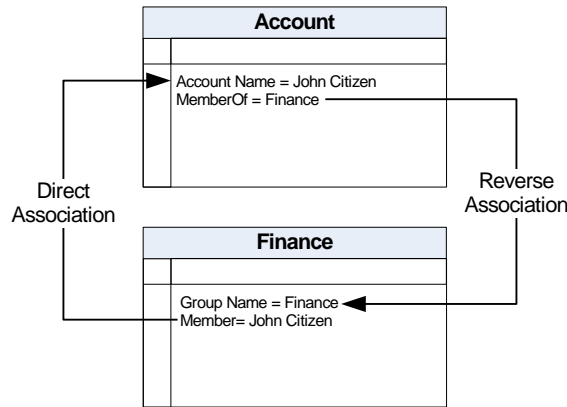 Account
Account Name = John Citizen
MemberOf = Finance
Direct
Association
Reverse
Association
Finance
Group Name = Finance
Member= John Citizen